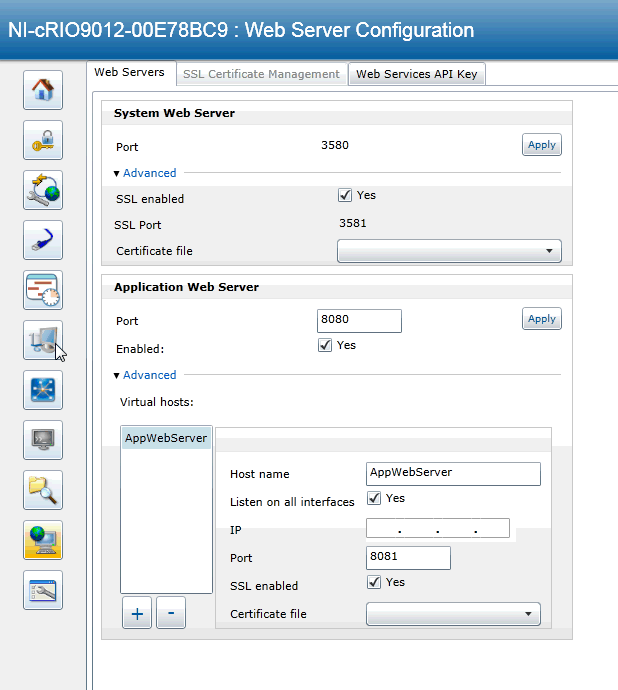 NI-cRIO9012-00E78BC9 : Web Server Configuration
Web Servers SSL Certificate Management Web Services API Key
System Web Server
Port 3580 Apply
Advanced
SSL enabled Yes
SSL Port 3581
Certificate file
Application Web Server
Port 8080 Apply
Enabled: Yes
Advanced
Virtual hosts:
AppWebServer
Host name AppWebServer
Listen on all interfaces Yes
IP . . .
Port 8081
SSL enabled Yes
+ - Certificate file